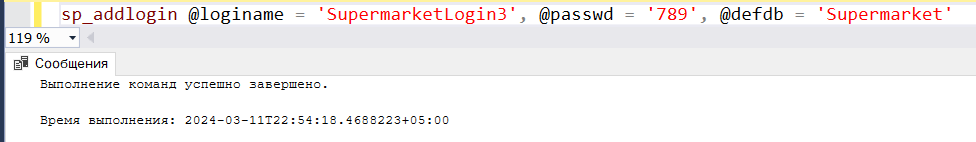 sp_addlogin @loginame = 'SupermarketLogin3', @passwd = '789', @defdb = 'Supermarket'
119 %
Сообщения
Выполнение команд успешно завершено.
Время выполнения: 2024-03-11T22:54:18.4688223+05:00